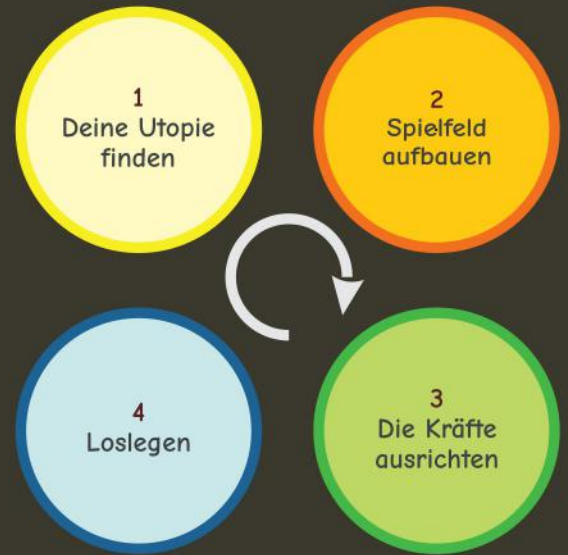 1
Deine Utopie
finden
2
Spielfeld
aufbauen
3
Die Kräfte
ausrichten
4
Loslegen